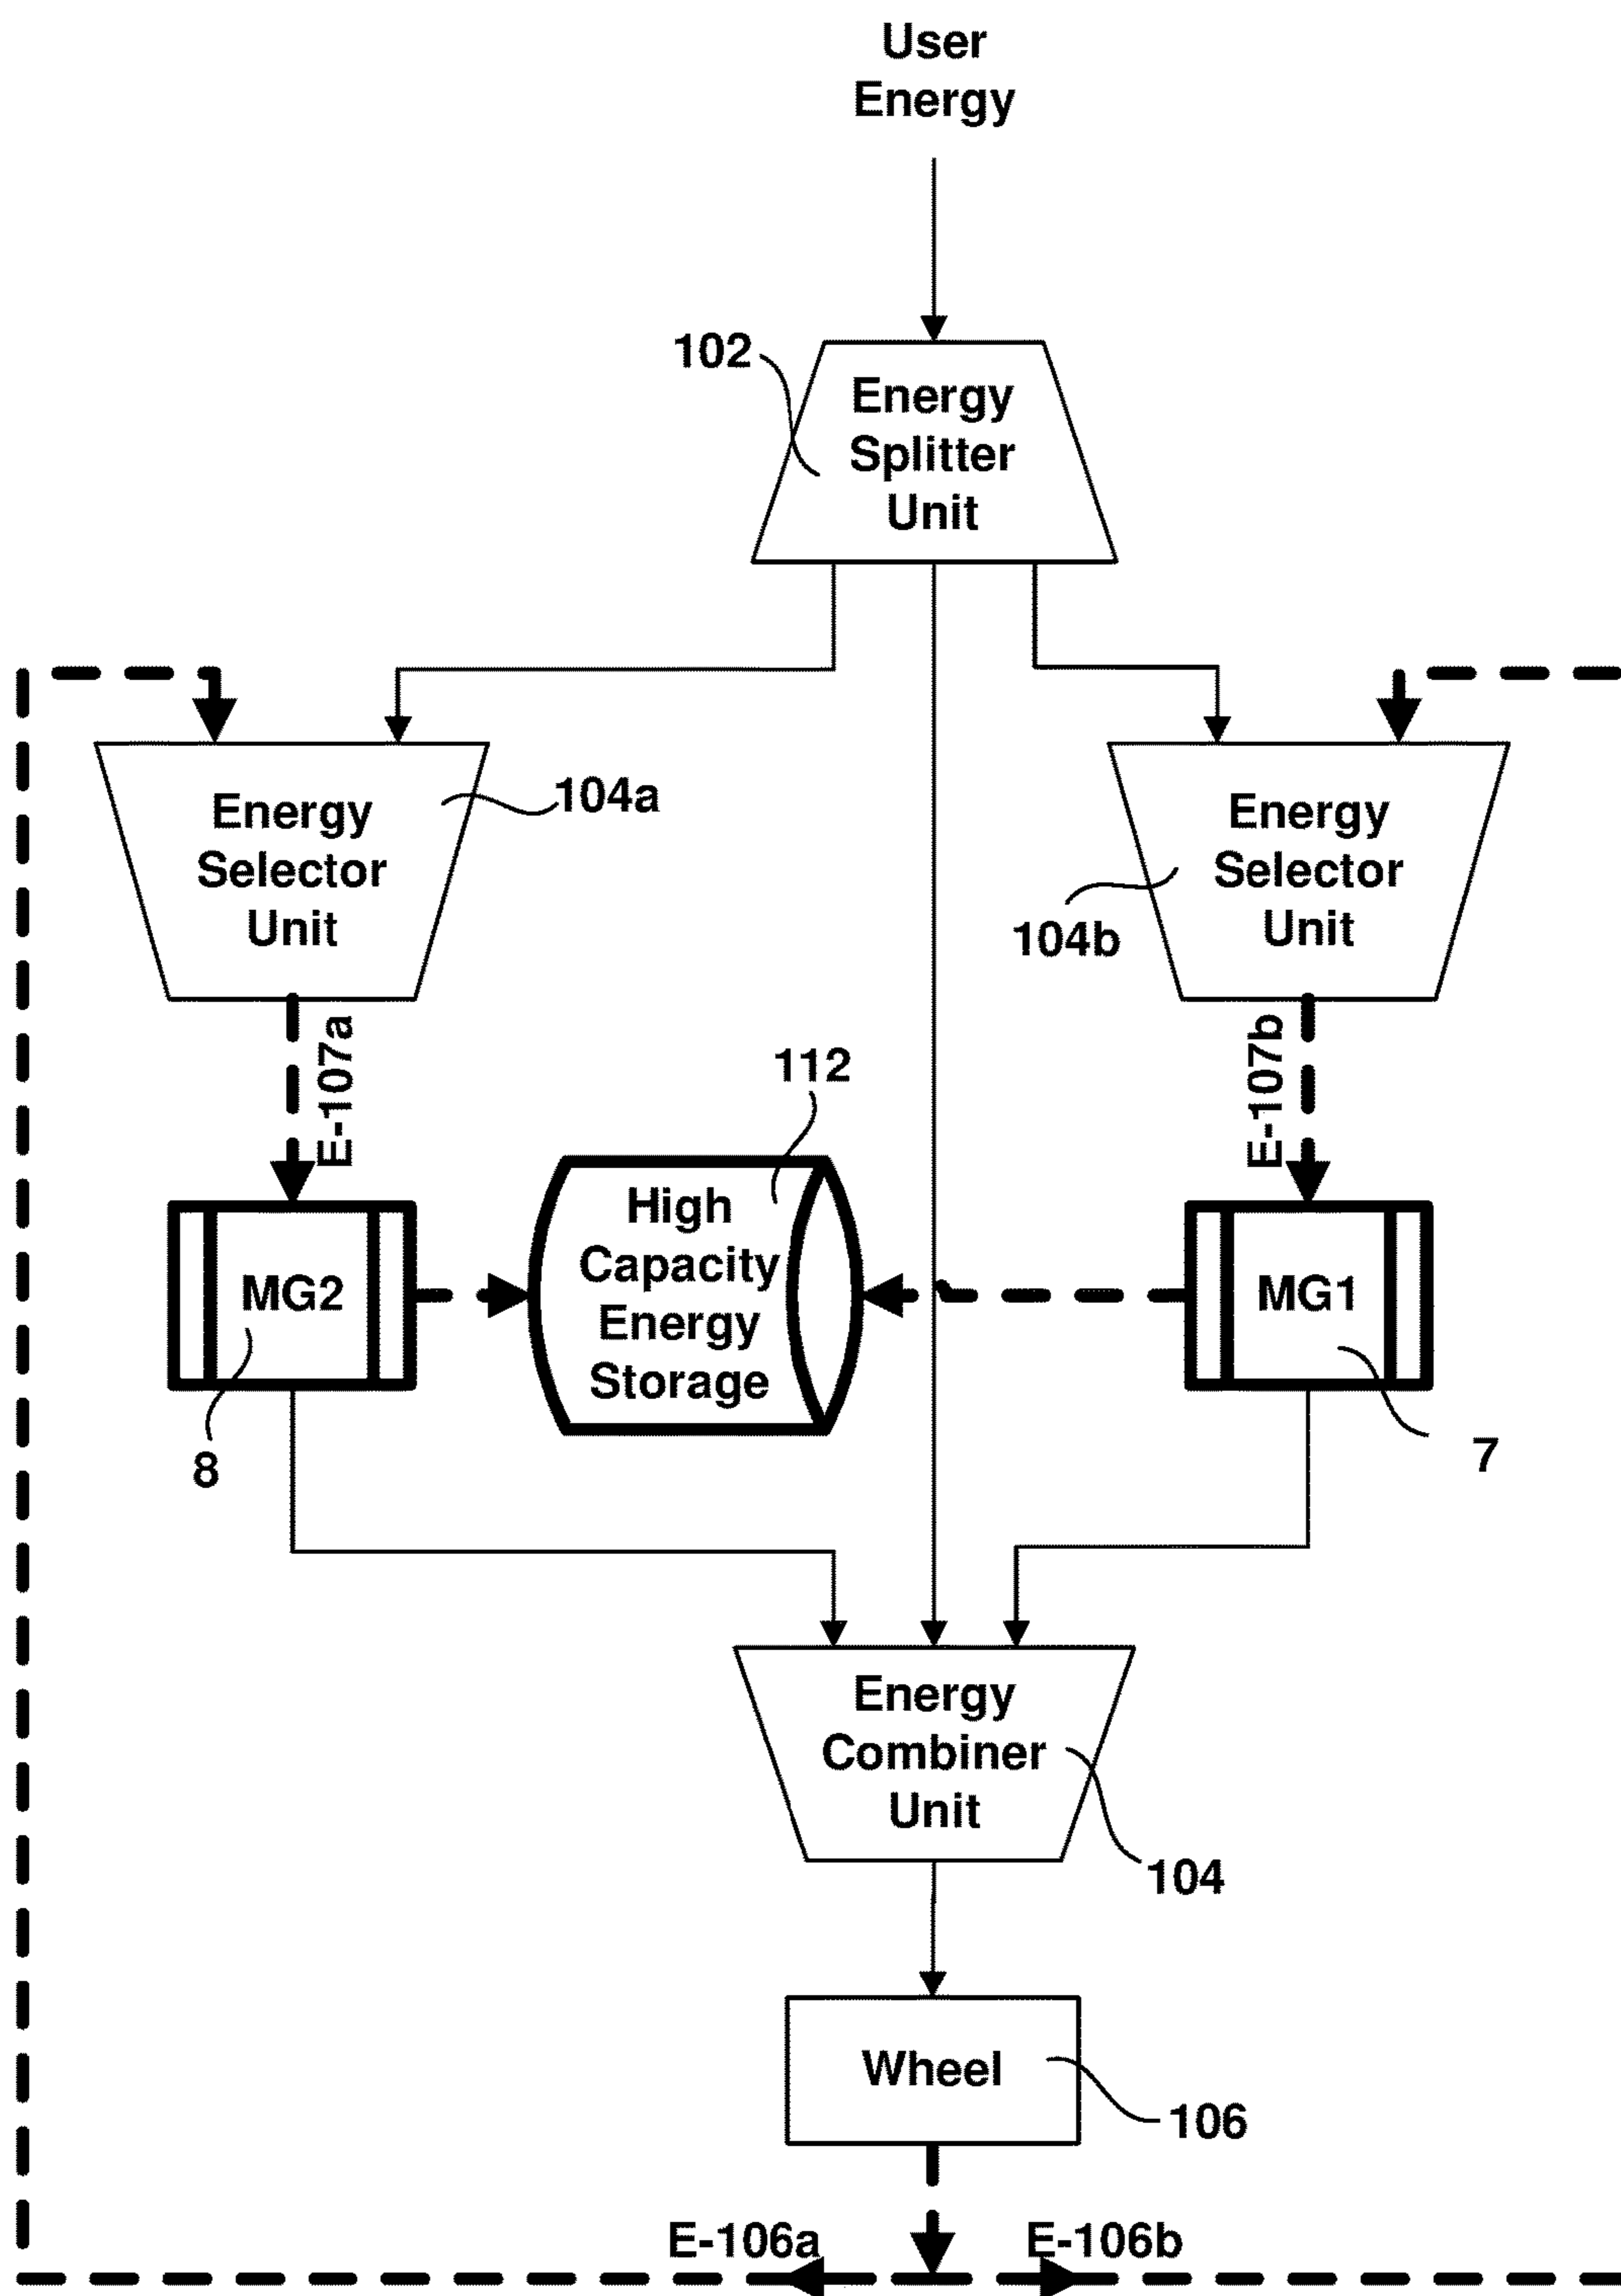 User
Energy
102
Energy
Splitter
Unit
Energy
Selector
Unit
104a
Energy
Selector
Unit
104b
E-107a
E-107b
112
MG2
High
Capacity
Energy
Storage
MG1
8
7
Energy
Combiner
Unit
104
Wheel
106
E-106a
E-106b